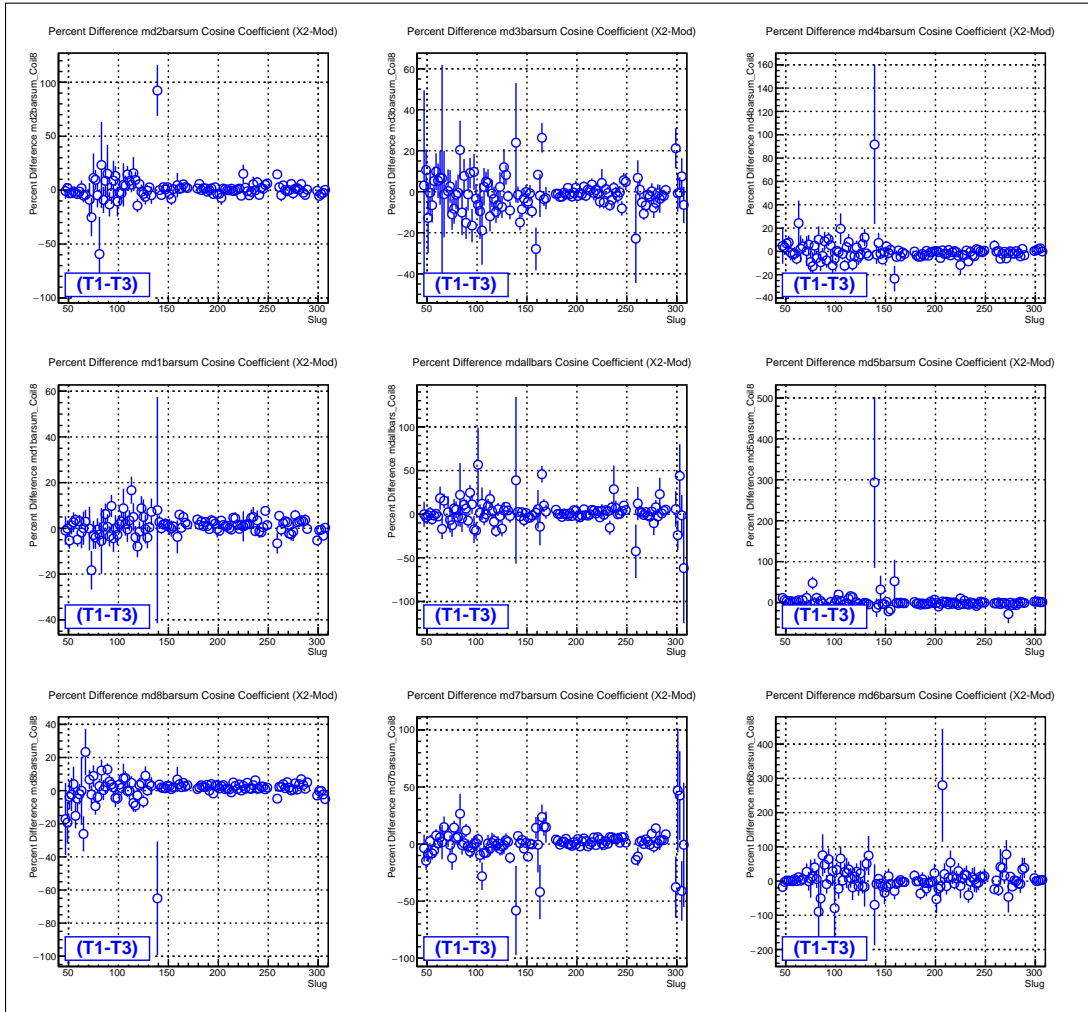 Percent Difference md2barsum Cosine Coefficient (X2-Mod)
Percent Difference md2barsum_Coil8
100
50
0
−50
−100
50 100 150 200 250 300
Slug
(T1-T3)
Percent Difference md3barsum Cosine Coefficient (X2-Mod)
Percent Difference md3barsum_Coil8
60
40
20
0
−20
−40
50 100 150 200 250 300
Slug
(T1-T3)
Percent Difference md4barsum Cosine Coefficient (X2-Mod)
Percent Difference md4barsum_Coil8
160
140
120
100
80
60
40
20
0
−20
−40
50 100 150 200 250 300
Slug
(T1-T3)
Percent Difference md1barsum Cosine Coefficient (X2-Mod)
Percent Difference md1barsum_Coil8
60
40
20
0
−20
−40
50 100 150 200 250 300
Slug
(T1-T3)
Percent Difference mdallbars Cosine Coefficient (X2-Mod)
Percent Difference mdallbars_Coil8
100
50
0
−50
−100
50 100 150 200 250 300
Slug
(T1-T3)
Percent Difference md5barsum Cosine Coefficient (X2-Mod)
Percent Difference md5barsum_Coil8
500
400
300
200
100
0
50 100 150 200 250 300
Slug
(T1-T3)
Percent Difference md8barsum Cosine Coefficient (X2-Mod)
Percent Difference md8barsum_Coil8
40
20
0
−20
−40
−60
−80
−100
50 100 150 200 250 300
Slug
(T1-T3)
Percent Difference md7barsum Cosine Coefficient (X2-Mod)
Percent Difference md7barsum_Coil8
100
50
0
−50
−100
50 100 150 200 250 300
Slug
(T1-T3)
Percent Difference md6barsum Cosine Coefficient (X2-Mod)
Percent Difference md6barsum_Coil8
400
300
200
100
0
−100
−200
50 100 150 200 250 300
Slug
(T1-T3)